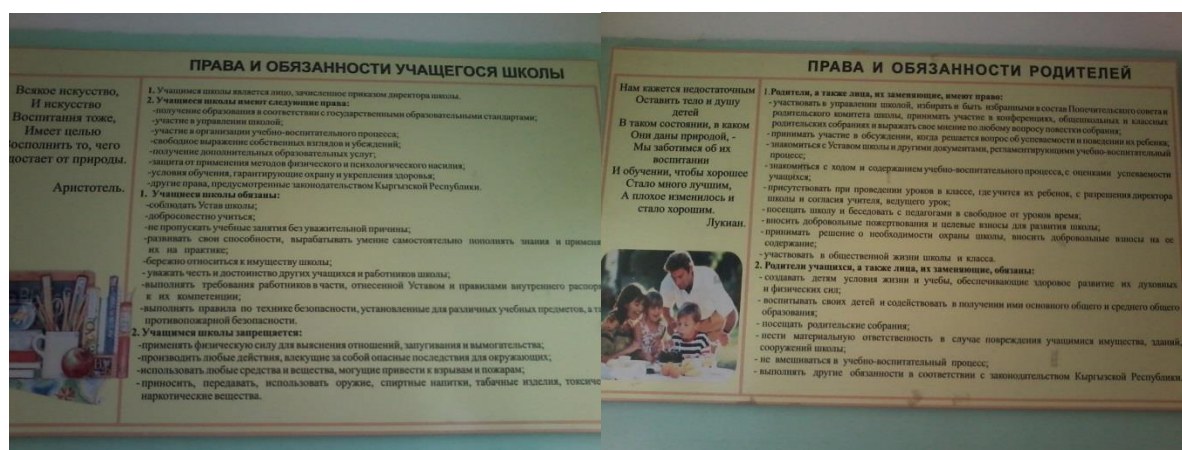 ПРАВА И ОБЯЗАННОСТИ УЧАЩЕГОСЯ ШКОЛЫ
Всякое искусство,
И искусство
Воспитания тоже,
Имеет целью
восполнить то, чего
достает от природы.
Аристотель.
1. Учащимся школы является лицо, зачисленное приказом директора школы.
2. Учащиеся школы имеют следующие права:
-получение образования в соответствии с государственными образовательными стандартами;
-участие в управлении школой;
-участие в организации учебно-воспитательного процесса;
-свободное выражение собственных взглядов и убеждений;
-получение дополнительных образовательных услуг;
-защита от применения методов физического и психологического насилия;
-условия обучения, гарантирующие охрану и укрепления здоровья;
-другие права, предусмотренные законодательством Кыргызской Республики.
1. Учащиеся школы обязаны:
-соблюдать Устав школы;
-добросовестно учиться;
-не пропускать учебные занятия без уважительной причины;
-развивать свои способности, вырабатывать умение самостоятельно пополнять знания и
их на практике;
-бережно относиться к имуществу школы;
-уважать честь и достоинство других учащихся и работников школы;
-выполнять требования работников в части, отнесенной Уставом и правилами внутреннего
к их компетенции;
-выполнять правила по технике безопасности, установленные для различных учебных предметов,
противопожарной безопасности.
2. Учащимся школы запрещается:
-применять физическую силу для выяснения отношений, запугивания и вымогательства;
-производить любые действия, влекущие за собой опасные последствия для окружающих;
-использовать любые средства и вещества, могущие привести к взрывам и пожарам;
-приносить, передавать, использовать оружие, спиртные напитки, табачные изделия,
наркотические вещества.
ПРАВА И ОБЯЗАННОСТИ РОДИТЕЛЕЙ
Нам кажется недостаточным
Оставить тело и душу
детей
В таком состоянии, в каком
Они даны природой, -
Мы заботимся об их
воспитании
И обучении, чтобы хорошее
Стало много лучшим,
А плохое изменилось и
стало хорошим.
Лукиан.
1.Родители, а также лица, их заменяющие, имеют право:
- участвовать в управлении школой, избирать и быть избранными в состав Попечительского совета и
родительского комитета школы, принимать участие в конференциях, общешкольных и классных
родительских собраниях и выражать свое мнение по любому вопросу повестки собрания;
- принимать участие в обсуждении, когда решается вопрос об успеваемости и поведении их ребенка;
- знакомиться с Уставом школы и другими документами, регламентирующими учебно-воспитательный
процесс;
- знакомиться с ходом и содержанием учебно-воспитательного процесса, с оценками успеваемости
учащихся;
- присутствовать при проведении уроков в классе, где учится их ребенок, с разрешения директора
школы и согласия учителя, ведущего урок;
- посещать школу и беседовать с педагогами в свободное от уроков время;
- вносить добровольные пожертвования и целевые взносы для развития школы;
- принимать решение о необходимости охраны школы, вносить добровольные взносы на ее
содержание;
- участвовать в общественной жизни школы и класса.
2. Родители учащихся, а также лица, их заменяющие, обязаны:
- создавать детям условия жизни и учебы, обеспечивающие здоровое развитие их духовных
и физических сил;
- воспитывать своих детей и содействовать в получении ими основного общего и среднего общего
образования;
- посещать родительские собрания;
- нести материальную ответственность в случае повреждения учащимися имущества, зданий,
сооружений школы;
- не вмешиваться в учебно-воспитательный процесс;
- выполнять другие обязанности в соответствии с законодательством Кыргызской Республики